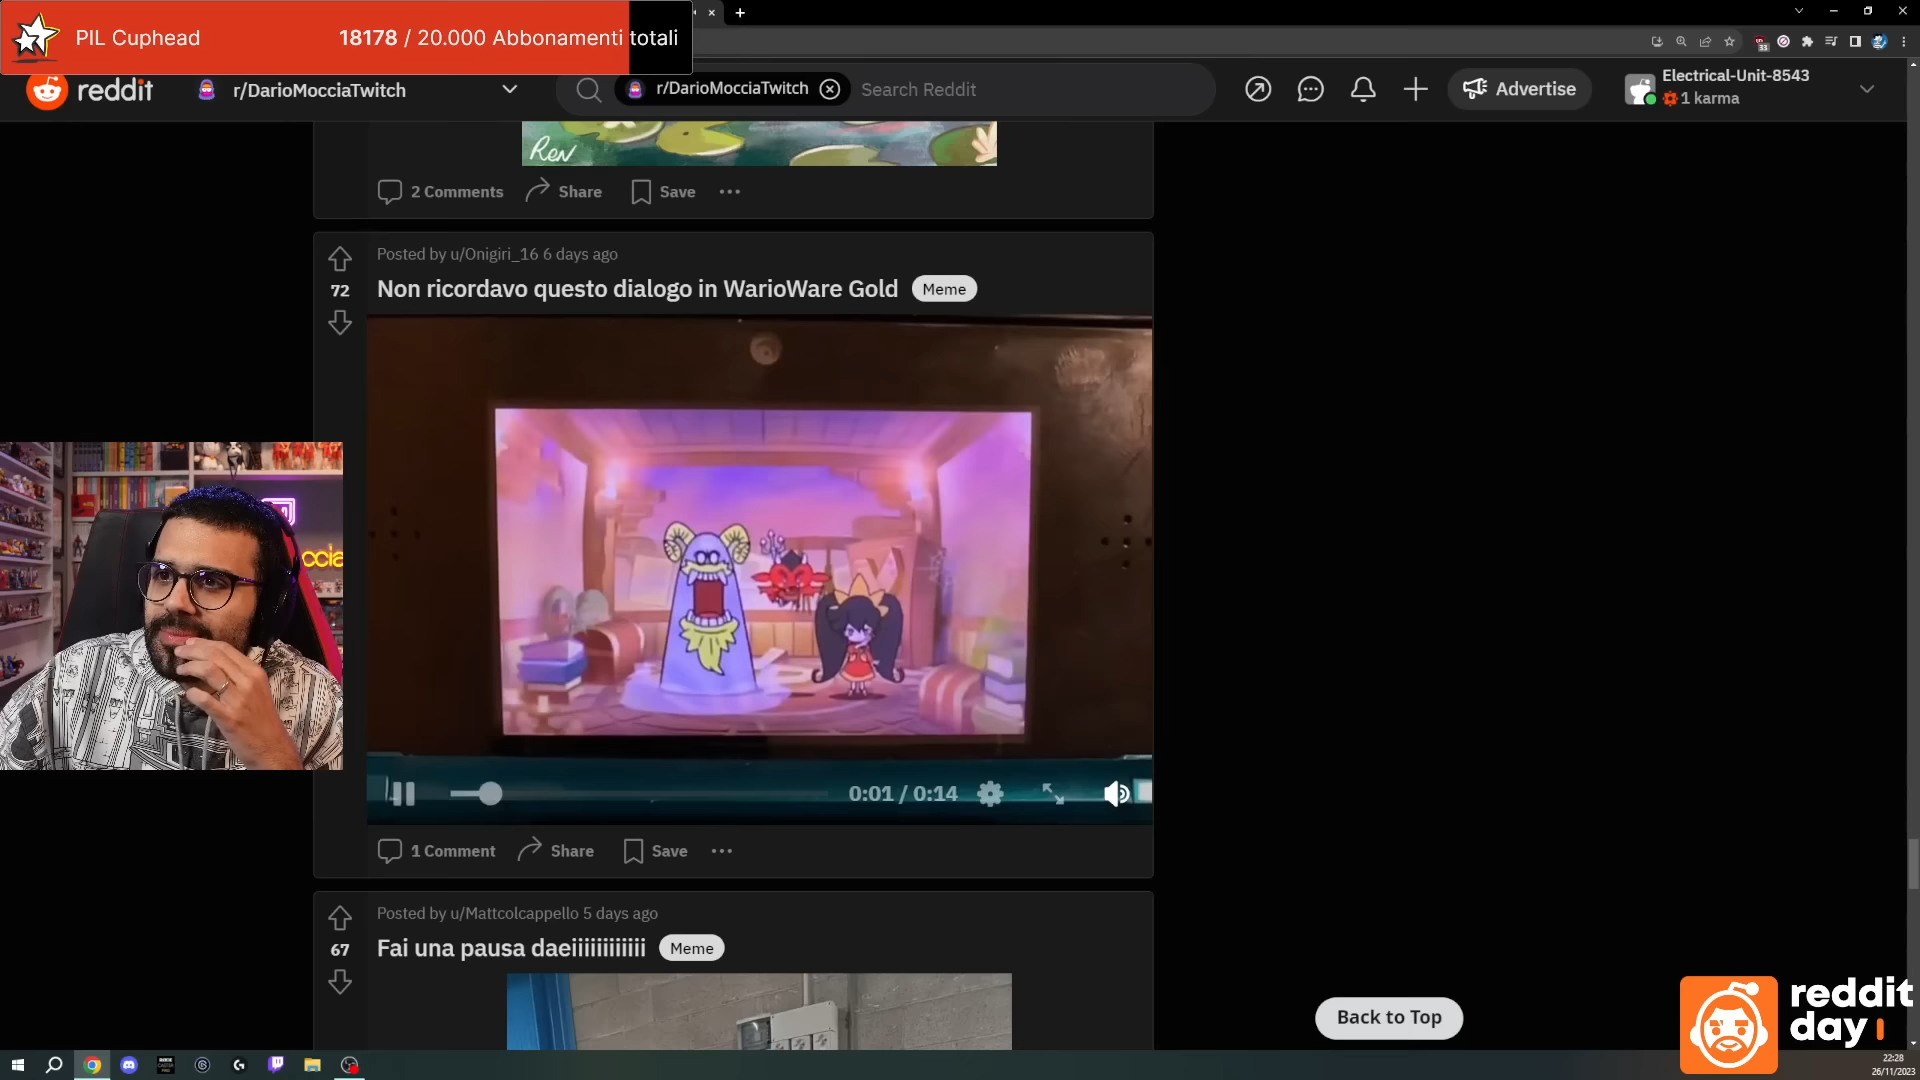 PIL Cuphead
18178 / 20.000 Abbonamenti totali
reddit
r/DarioMocciaTwitch
r/DarioMocciaTwitch
Search Reddit
Advertise
Electrical-Unit-8543
1 karma
Ren
2 Comments
Share
Save
Posted by u/Onigiri_16 6 days ago
72
Non ricordavo questo dialogo in WarioWare Gold
Meme
0:01 / 0:14
1 Comment
Share
Save
Posted by u/Mattcolcappello 5 days ago
67
Fai una pausa daeiiiiiiiiiiii
Meme
Back to Top
reddit
day
22:28
26/11/2023
33
ccia